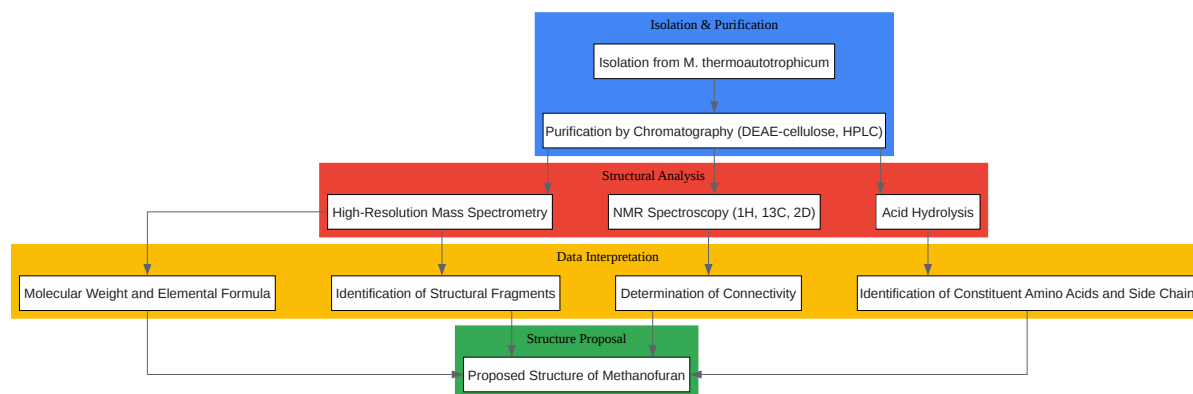 Isolation & Purification
Isolation from M. thermoautotrophicum
Purification by Chromatography (DEAE-cellulose, HPLC)
Structural Analysis
High-Resolution Mass Spectrometry
NMR Spectroscopy (1H, 13C, 2D)
Acid Hydrolysis
Data Interpretation
Molecular Weight and Elemental Formula
Identification of Structural Fragments
Determination of Connectivity
Identification of Constituent Amino Acids and Side Chain
Structure Proposal
Proposed Structure of Methanofuran